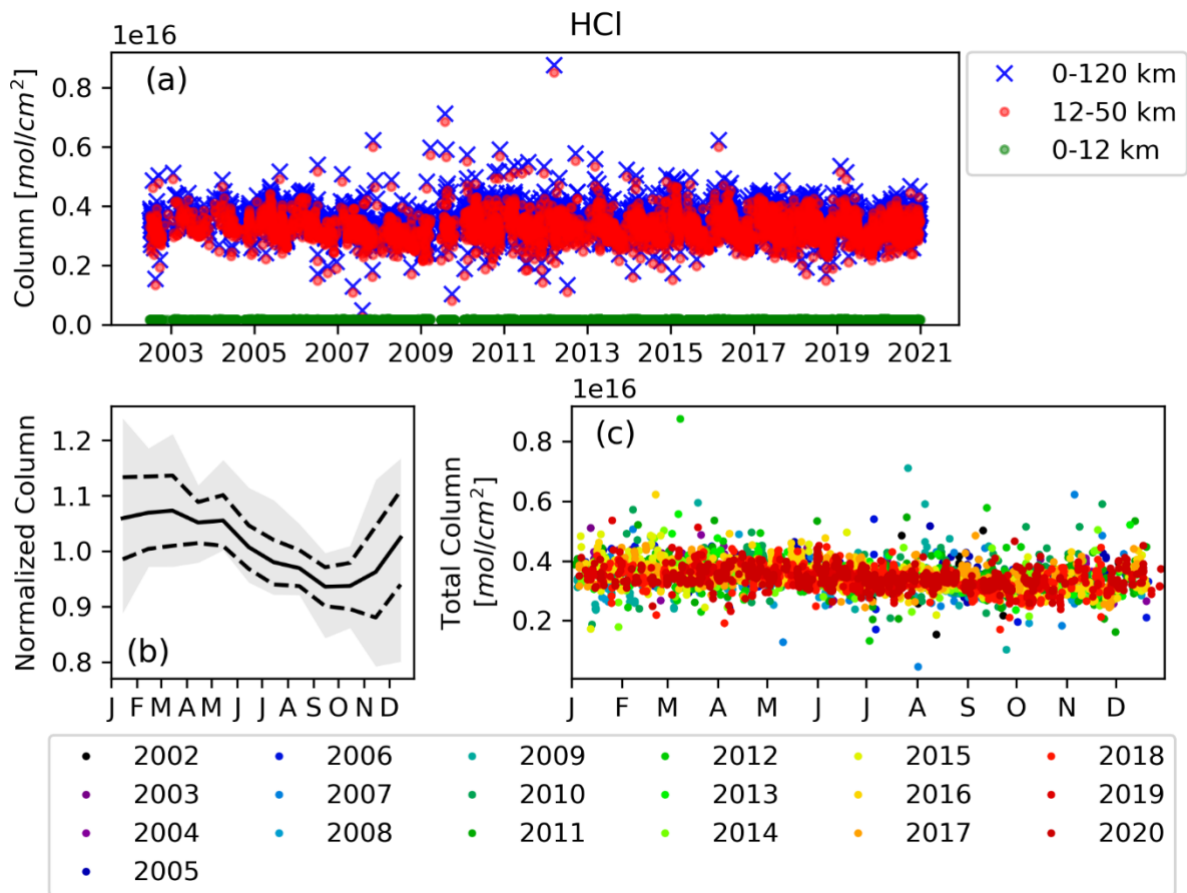 HCl
1e16
(a)
Column [mol/cm²]
0.8
0.6
0.4
0.2
0.0
2003 2005 2007 2009 2011 2013 2015 2017 2019 2021
0-120 km
12-50 km
0-12 km
(b)
Normalized Column
1.2
1.1
1.0
0.9
0.8
J F M A M J J A S O N D
1e16
(c)
Total Column
[mol/cm²]
0.8
0.6
0.4
0.2
J F M A M J J A S O N D
2002 2006 2009 2012 2015 2018
2003 2007 2010 2013 2016 2019
2004 2008 2011 2014 2017 2020
2005